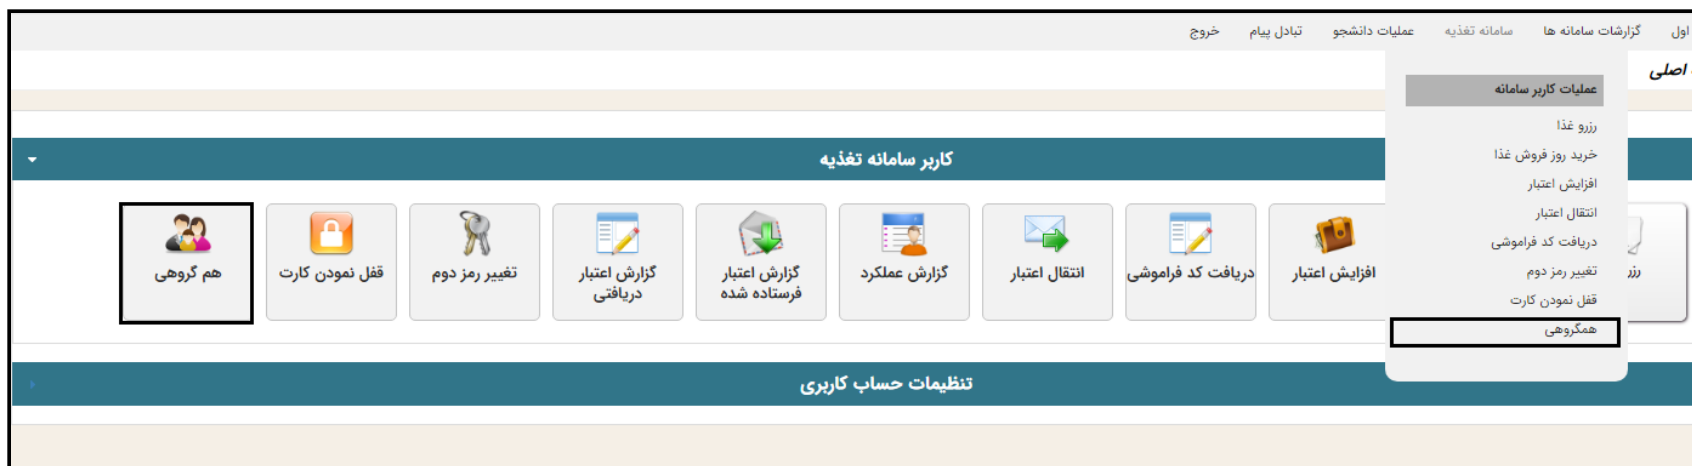 اول گزارشات سامانه ها سامانه تغذیه عملیات دانشجو تبادل پیام خروج
اصلی
عملیات کاربر سامانه
رزرو غذا
خرید روز فروش غذا
افزایش اعتبار
انتقال اعتبار
دریافت کد فراموشی
تغییر رمز دوم
قفل نمودن کارت
همگروهی
کاربر سامانه تغذیه
افزایش اعتبار
دریافت کد فراموشی
انتقال اعتبار
گزارش عملکرد
گزارش اعتبار
فرستاده شده
گزارش اعتبار
دریافتی
تغییر رمز دوم
قفل نمودن کارت
هم گروهی
تنظیمات حساب کاربری